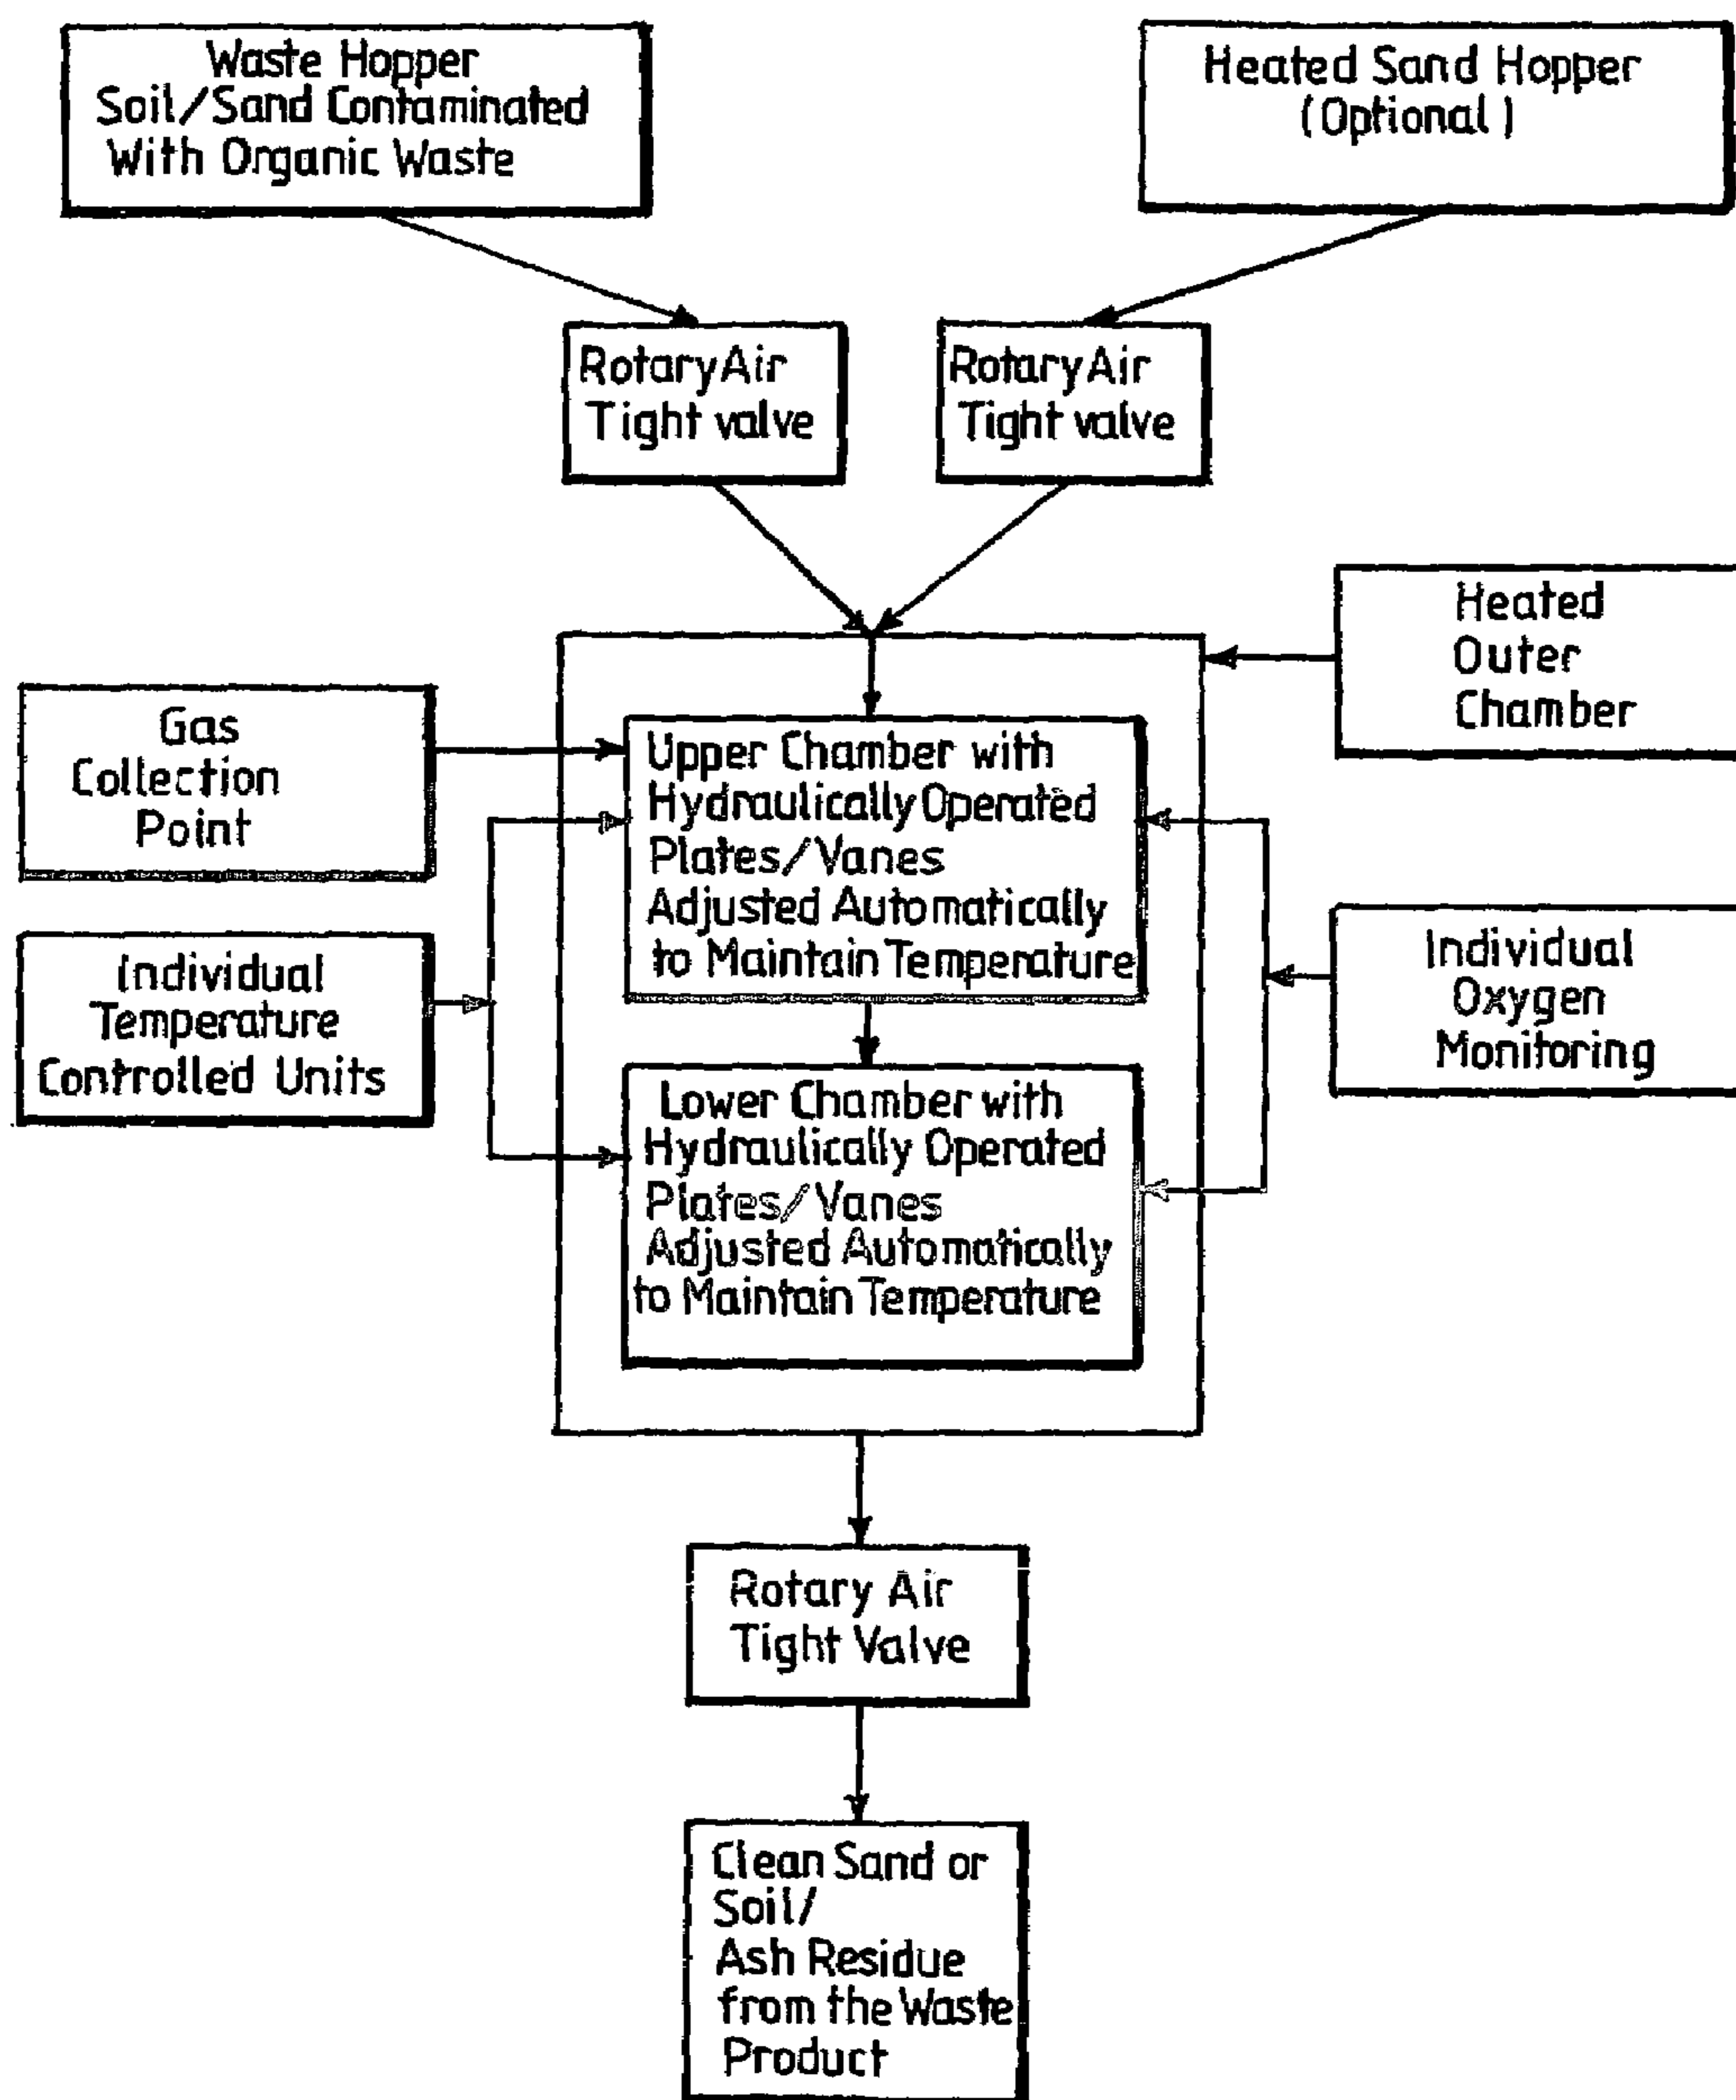 Waste Hopper
Soil/Sand Contaminated
With Organic Waste
Heated Sand Hopper
(Optional)
Rotary Air
Tight valve
Rotary Air
Tight valve
Heated
Outer
Chamber
Gas
Collection
Point
Upper Chamber with
Hydraulically Operated
Plates/Vanes
Adjusted Automatically
to Maintain Temperature
Individual
Temperature
Controlled Units
Individual
Oxygen
Monitoring
Lower Chamber with
Hydraulically Operated
Plates/Vanes
Adjusted Automatically
to Maintain Temperature
Rotary Air
Tight Valve
Clean Sand or
Soil/
Ash Residue
from the Waste
Product